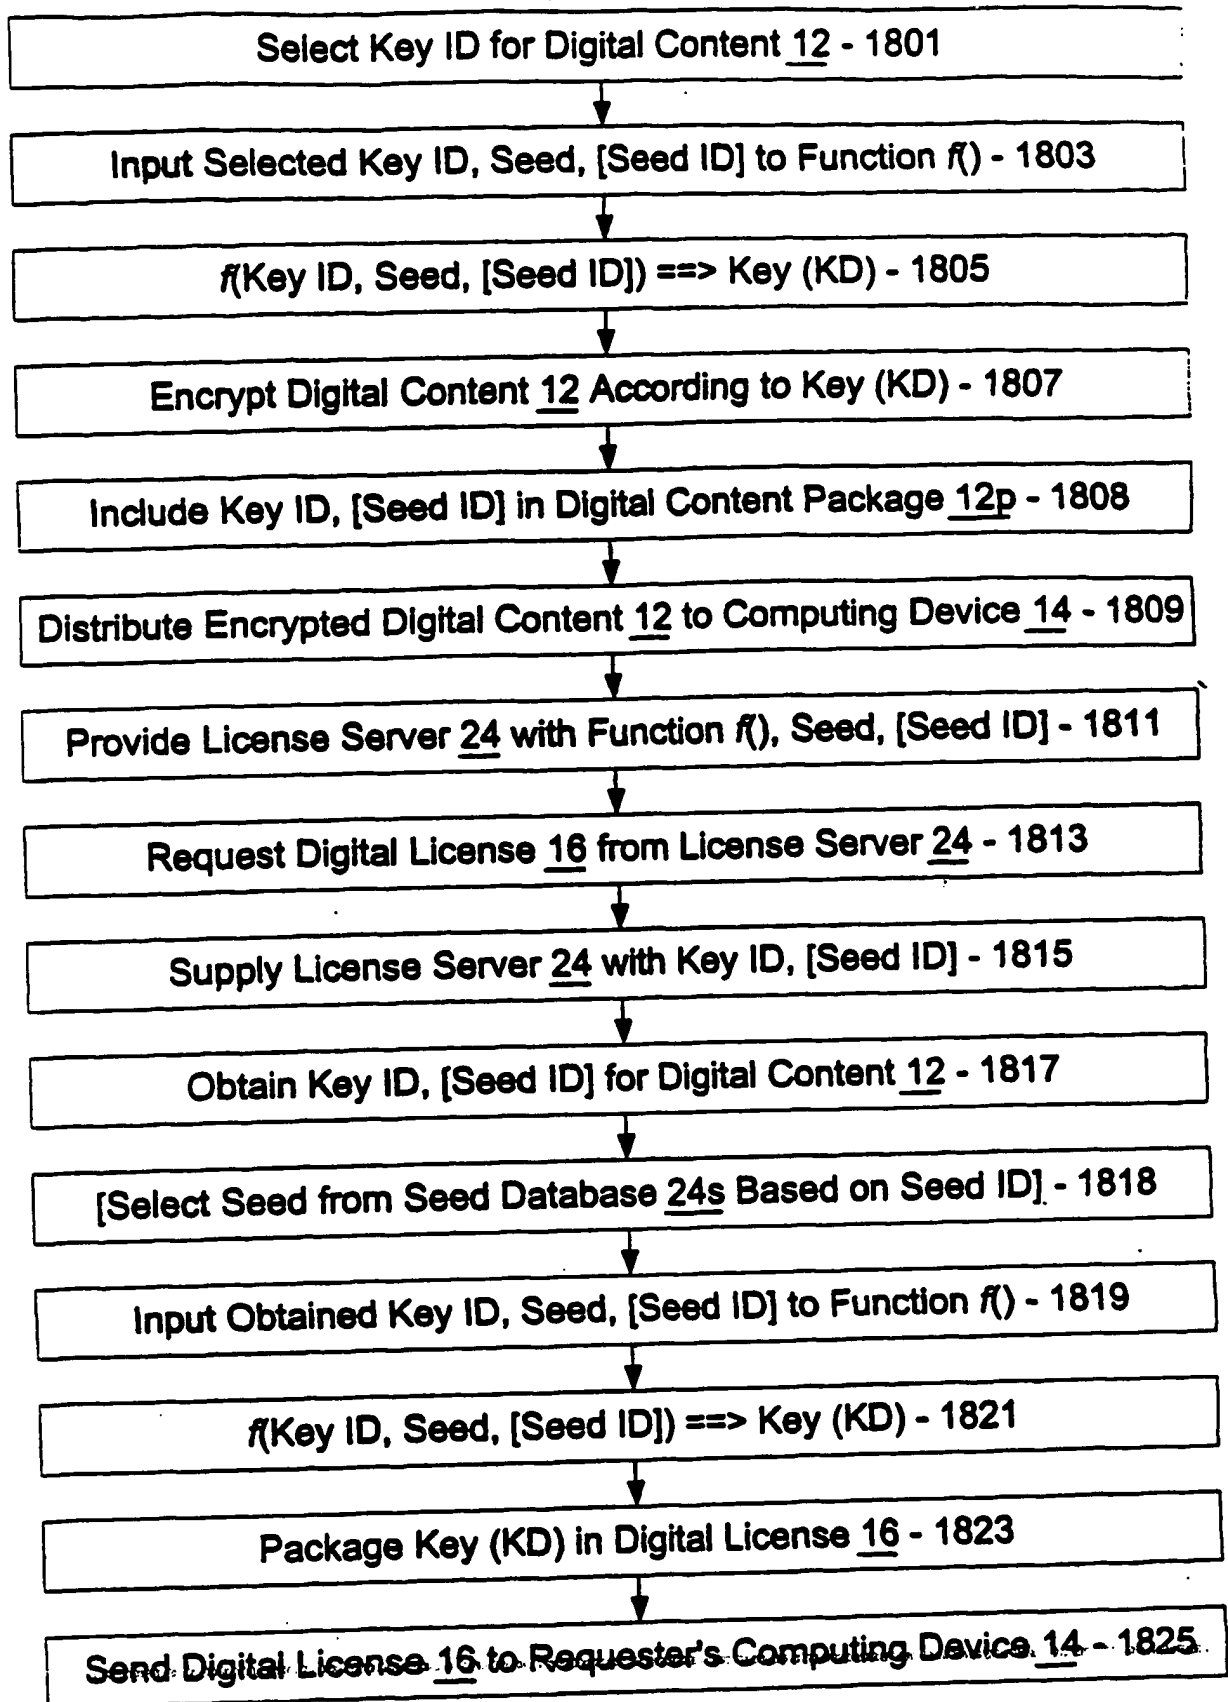 Select Key ID for Digital Content 12 - 1801
Input Selected Key ID, Seed, [Seed ID] to Function f() - 1803
f(Key ID, Seed, [Seed ID]) ==> Key (KD) - 1805
Encrypt Digital Content 12 According to Key (KD) - 1807
Include Key ID, [Seed ID] in Digital Content Package 12p - 1808
Distribute Encrypted Digital Content 12 to Computing Device 14 - 1809
Provide License Server 24 with Function f(), Seed, [Seed ID] - 1811
Request Digital License 16 from License Server 24 - 1813
Supply License Server 24 with Key ID, [Seed ID] - 1815
Obtain Key ID, [Seed ID] for Digital Content 12 - 1817
[Select Seed from Seed Database 24s Based on Seed ID] - 1818
Input Obtained Key ID, Seed, [Seed ID] to Function f() - 1819
f(Key ID, Seed, [Seed ID]) ==> Key (KD) - 1821
Package Key (KD) in Digital License 16 - 1823
Send Digital License 16 to Requester's Computing Device 14 - 1825